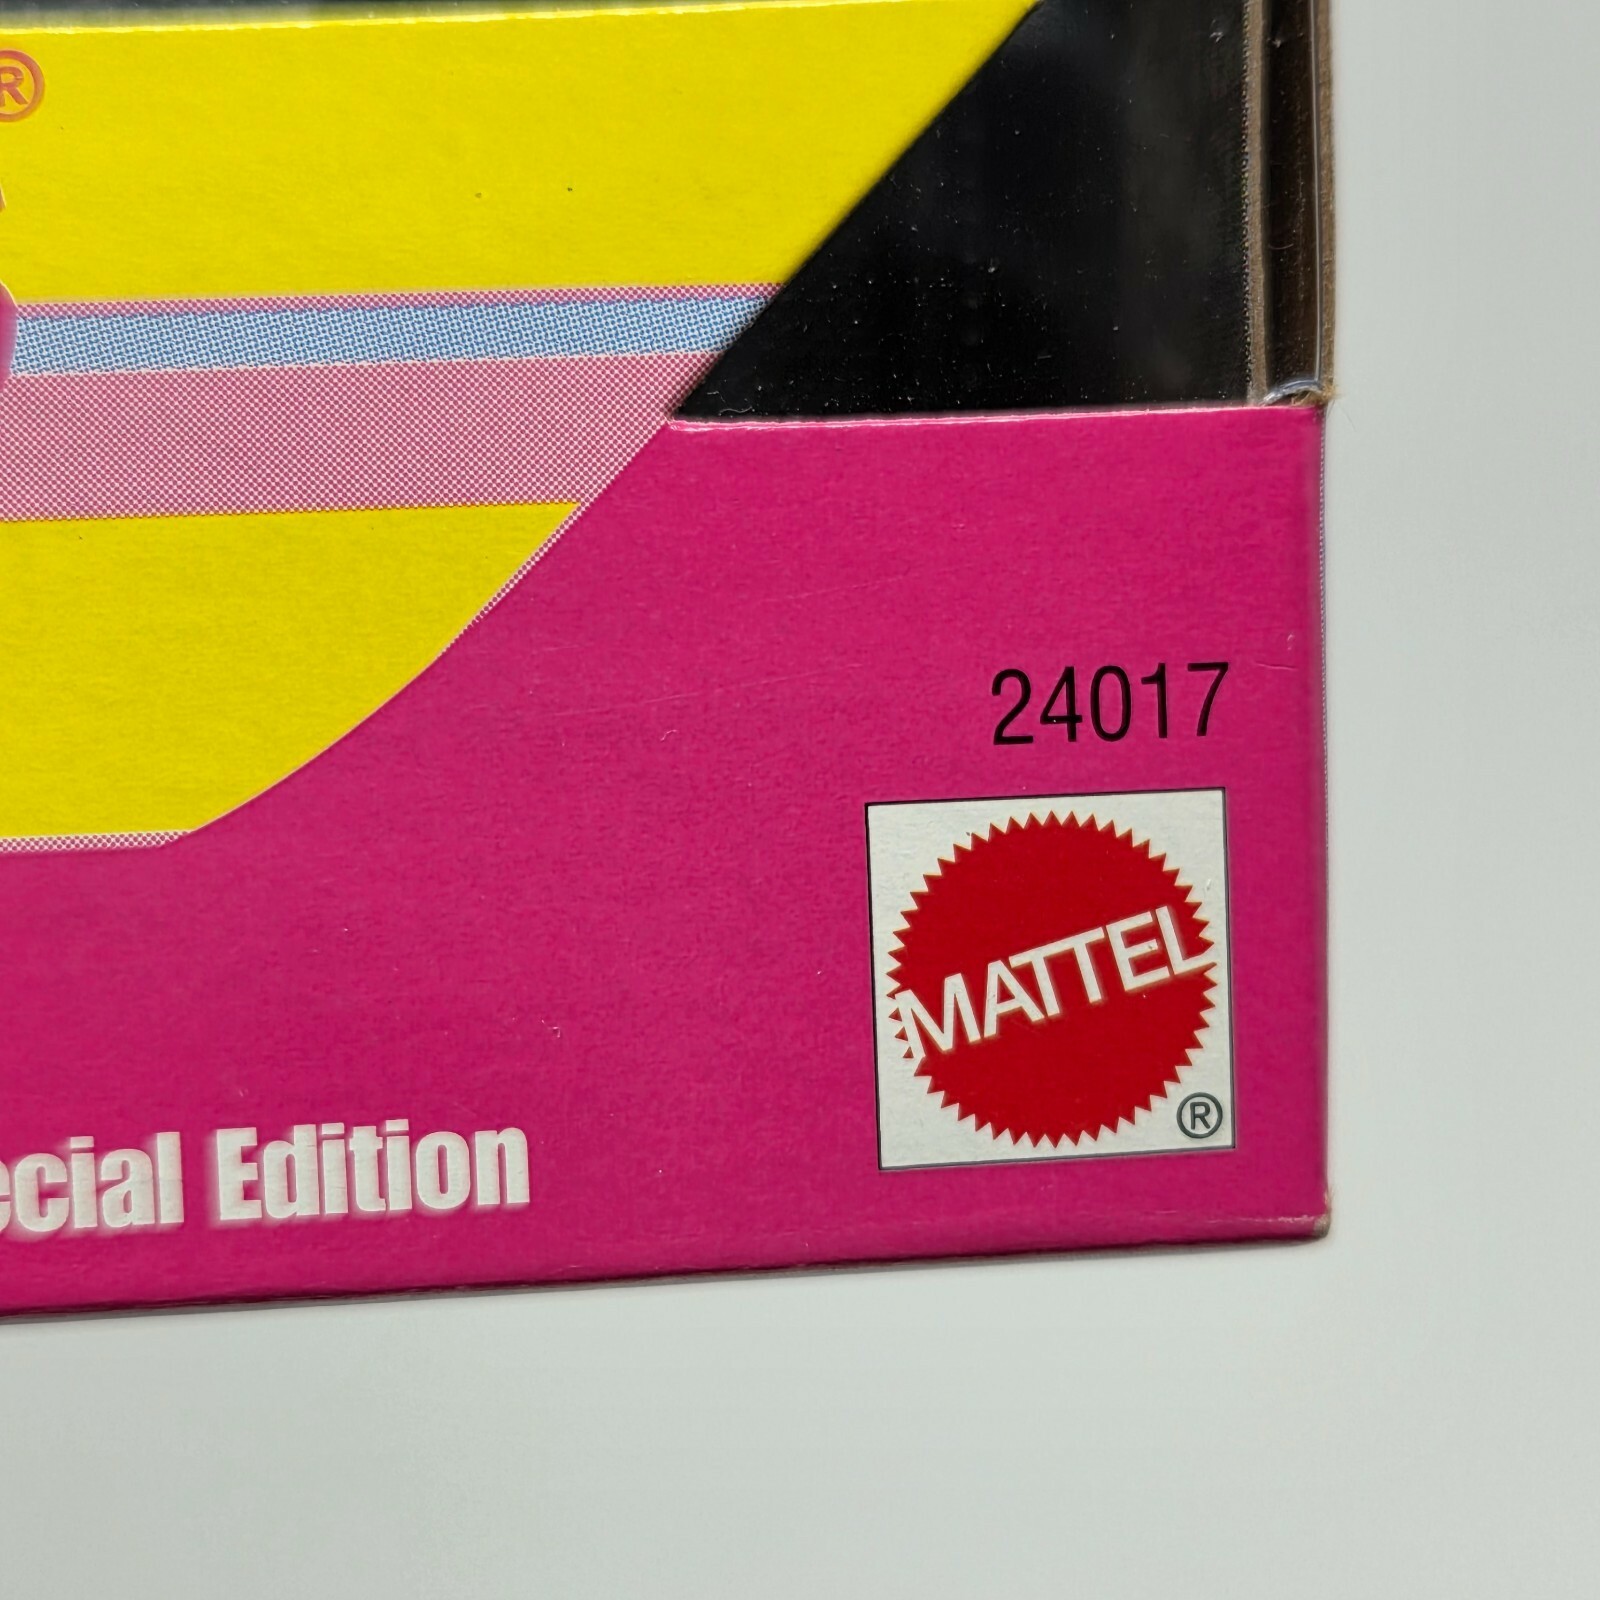 ®
24017
MATTEL
®
ecial Edition